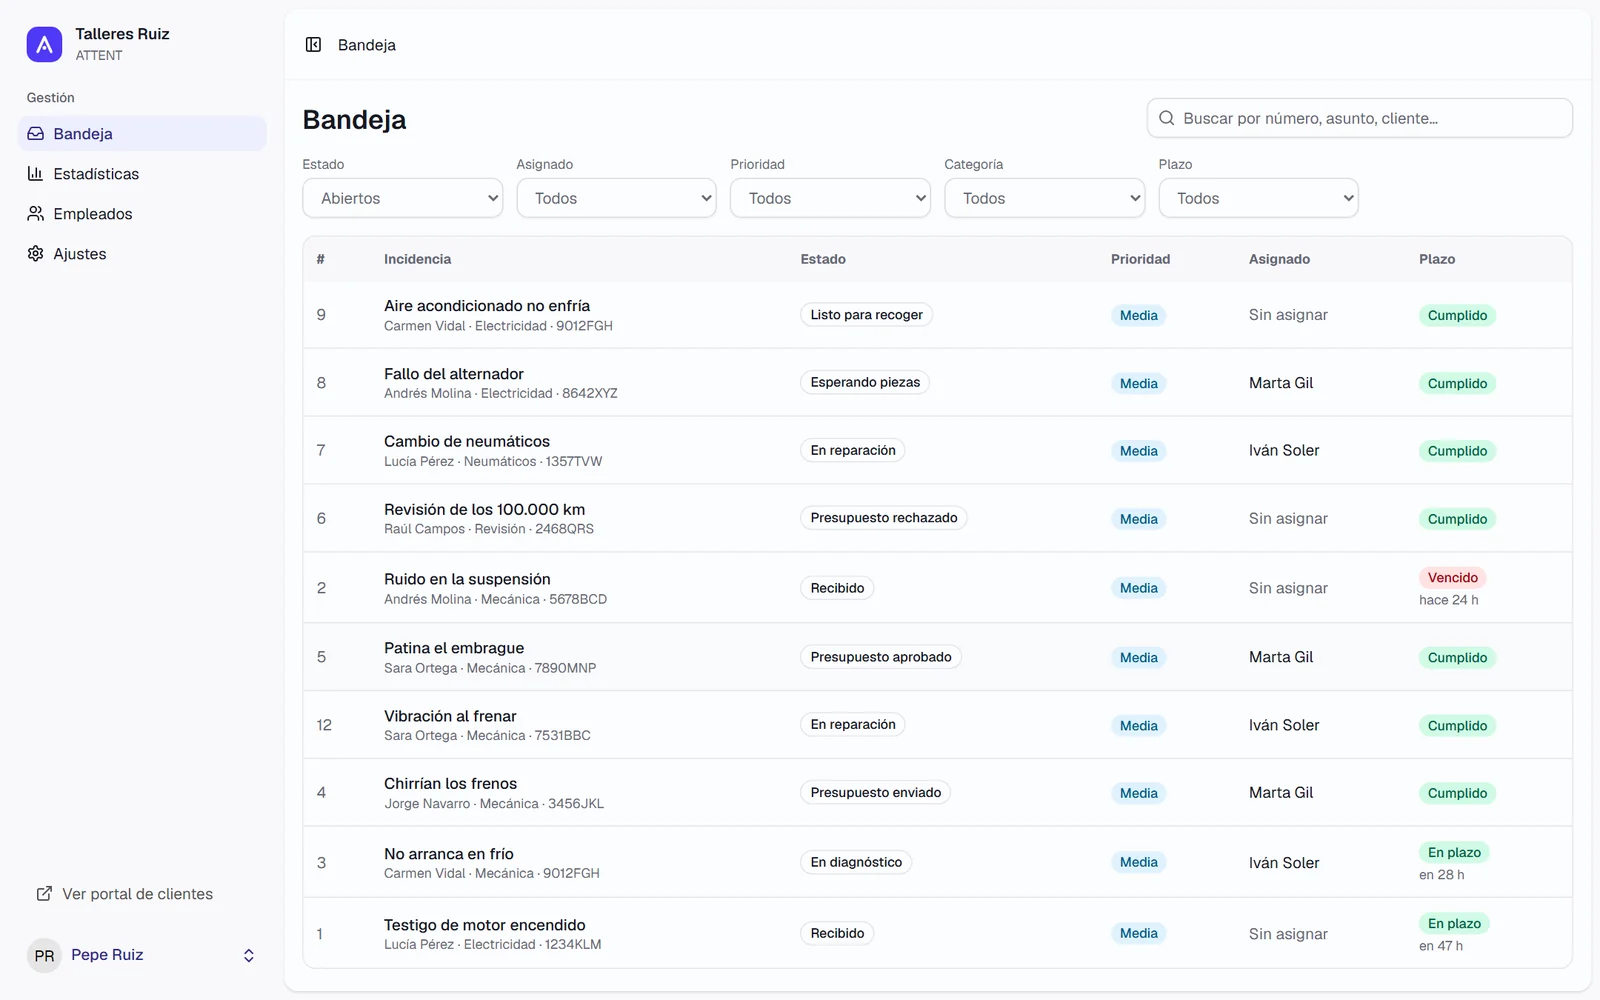 Talleres Ruiz
ATTENT
Gestión
Bandeja
Estadísticas
Empleados
Ajustes
Ver portal de clientes
PR Pepe Ruiz
Bandeja
Bandeja
Buscar por número, asunto, cliente...
Estado Asignado Prioridad Categoría Plazo
Abiertos Todos Todos Todos Todos
# Incidencia Estado Prioridad Asignado Plazo
9 Aire acondicionado no enfría Listo para recoger Media Sin asignar Cumplido
Carmen Vidal · Electricidad · 9012FGH
8 Fallo del alternador Esperando piezas Media Marta Gil Cumplido
Andrés Molina · Electricidad · 8642XYZ
7 Cambio de neumáticos En reparación Media Iván Soler Cumplido
Lucía Pérez · Neumáticos · 1357TVW
6 Revisión de los 100.000 km Presupuesto rechazado Media Sin asignar Cumplido
Raúl Campos · Revisión · 2468QRS
2 Ruido en la suspensión Recibido Media Sin asignar Vencido
Andrés Molina · Mecánica · 5678BCD hace 24 h
5 Patina el embrague Presupuesto aprobado Media Marta Gil Cumplido
Sara Ortega · Mecánica · 7890MNP
12 Vibración al frenar En reparación Media Iván Soler Cumplido
Sara Ortega · Mecánica · 7531BBC
4 Chirrían los frenos Presupuesto enviado Media Marta Gil Cumplido
Jorge Navarro · Mecánica · 3456JKL
3 No arranca en frío En diagnóstico Media Iván Soler En plazo
Carmen Vidal · Mecánica · 9012FGH en 28 h
1 Testigo de motor encendido Recibido Media Sin asignar En plazo
Lucía Pérez · Electricidad · 1234KLM en 47 h